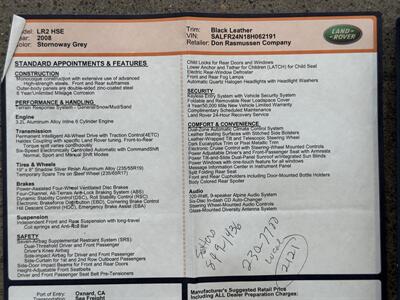 Model: LR2 HSE
Year: 2008
Color: Stornoway Grey
Trim: Black Leather
VIN: SALFR24N18H062191
Retailer: Don Rasmussen Company
LAND
ROVER
STANDARD APPOINTMENTS & FEATURES
CONSTRUCTION
Monocoque construction with extensive use of advanced
High-strength steels. Front and Rear subframes
Outer-body panels are double-sided zinc-coated steel
6 Year/Unlimited Mileage Corrosion
PERFORMANCE & HANDLING
Terrain Response System - General/Snow/Mud/Sand
Engine
3.2L Aluminum Alloy Inline 6 Cylinder Engine
Transmission
Permanent Intelligent All-Wheel Drive with Traction Control/4ETC)
Haldex Coupling with specific Land Rover tuning. Front-to-Rear
Torque split varies continuously
Six-Speed Electronically Controlled Automatic with CommandShift
Normal, Sport and Manual Shift Modes
Tires & Wheels
19" x 8" Shadow Silver Finish Aluminum Alloy (235/55R19)
Temporary Spare Tire on Steel Wheel (235/65R17)
Brakes
Power-Assisted Four-Wheel Ventilated Disc Brakes
Four-Channel, All-Terrain Anti-Lock Braking System (ABS)
Dynamic Stability Control (DSC), Roll Stability Control (RSC)
Electronic Brakeforce Distribution (EBD), Cornering Brake Control
Hill Descent Control (HDC), Emergency Brake Assist (EBA)
Suspension
Independent Front and Rear Suspension with long-travel
Coil springs and Anti-Roll Bar
SAFETY
Seven-Airbag Supplemental Restraint System (SRS)
Dual-Threshold Driver and Front Passenger
Driver's Knee Airbag
Side-Impact Driver and Front Passenger
Side-Curtain for 1st and 2nd Row Outboard Passengers
Side-Door Impact Beams for Front and Rear Doors
Height-Adjustable Front Seatbelts
Driver and Front Passenger Seat Belt Pre-Tensioners
Child Locks for Rear Doors and Windows
Lower Anchor and Tether for Children (LATCH) for Child Seat
Electric Rear-Window Defroster
Front and Rear Fog Lamps
Automatic Quartz Halogen Headlights with Headlight Washers
SECURITY
Keyless Entry System with Vehicle Security System
Foldable and Removable Rear Loadspace Cover
4 Year/50,000 Mile New Vehicle Limited Warranty
Complimentary Scheduled Maintenance
Land Rover 24-Hour Recovery Service
COMFORT & CONVENIENCE
Dual-Zone Automatic Climate Control System
Leather Seating Surfaces with Stitched Side Bolsters
Leather-Wrapped Tilt and Telescopic Steering Wheel
Dark Eucalyptus Trim or Pixel Metallic Trim
Electronic Cruise Control with Steering-Wheel Mounted Controls
Power Adjustable Driver's and Front-Passenger Seat with Armrests
Power Tilt-and-Slide Dual-Panel Sunroof w/Integrated Sun Blinds
Power Windows with one-touch feature for all windows
Message Information Center in Instrument Pack
Split Folding Rear Seat
Front and Rear Cupholders including Door-Mounted Bottle Holders
Body Colored Rear Spoiler
Audio
320-Watt, 9-speaker Alpine Audio System
Six-Disc In-dash CD Auto-Changer
Steering Wheel-Mounted Audio Controls
Glass-Mounted Diversity Antenna System
894-1136
230-7700
2121
Port of Entry: Oxnard, CA
Sea Freight
Manufacturer's Suggested Retail Price
Including ALL Dealer Preparation Charges: